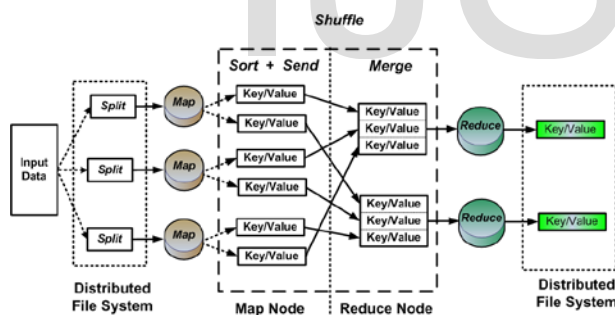 Shuffle
Sort + Send
Merge
Input
Data
Split
Split
Split
Map
Map
Map
Key/Value
Key/Value
Key/Value
Key/Value
Key/Value
Key/Value
Key/Value
Key/Value
Key/Value
Key/Value
Key/Value
Key/Value
Reduce
Reduce
Key/Value
Key/Value
Distributed
File System
Map Node
Reduce Node
Distributed
File System